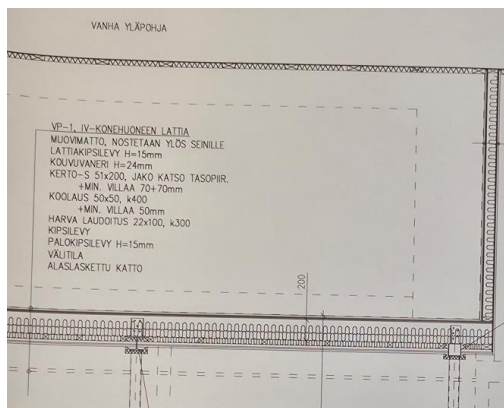 VANHA YLÄPOHJA
VP-1, IV-KONEHUONEEN LATTIA
MUOVIMATTO, NOSTETAAN YLÖS SEINILLE
LATTIAKIPSILEVY H=15mm
KOUVUVANERI H=24mm
KERTO-S 51x200, JAKO KATSO TASOPIIR.
+MIN. VILLAA 70+70mm
KOOLAUS 50x50, k400
+MIN. VILLAA 50mm
HARVA LAUDOITUS 22x100, k300
KIPSILEVY
PALOKIPSILEVY H=15mm
VÄLITILA
ALASLASKETTU KATTO
200